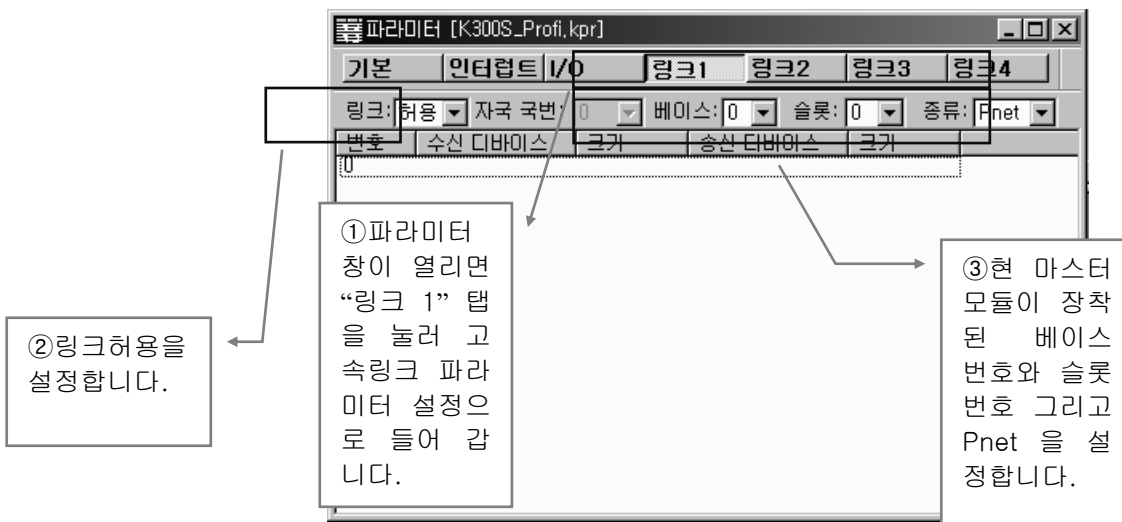 파라미터 [K300S_Profi,kpr]
기본 인터럽트 I/O 링크1 링크2 링크3 링크4
링크: 허용 자국 국번: 0 베이스: 0 슬롯: 0 종류: Pnet
번호 수신 디바이스 크기 송신 디바이스 크기
0
①파라미터
창이 열리면
“링크 1” 탭
을 눌러 고
속링크 파라
미터 설정으
로 들어 갑
니다.
②링크허용을
설정합니다.
③현 마스터
모듈이 장착
된 베이스
번호와 슬롯
번호 그리고
Pnet 을 설
정합니다.